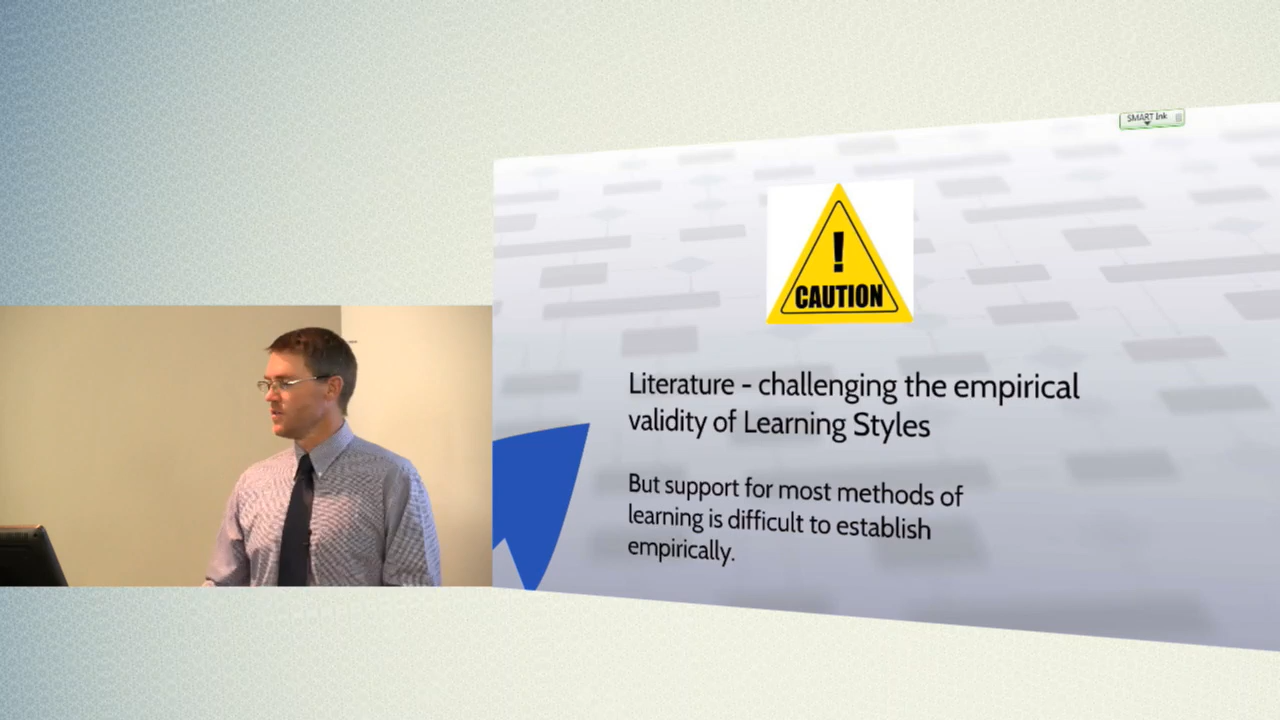 SMART Ink
!
CAUTION
Literature - challenging the empirical
validity of Learning Styles
But support for most methods of
learning is difficult to establish
empirically.